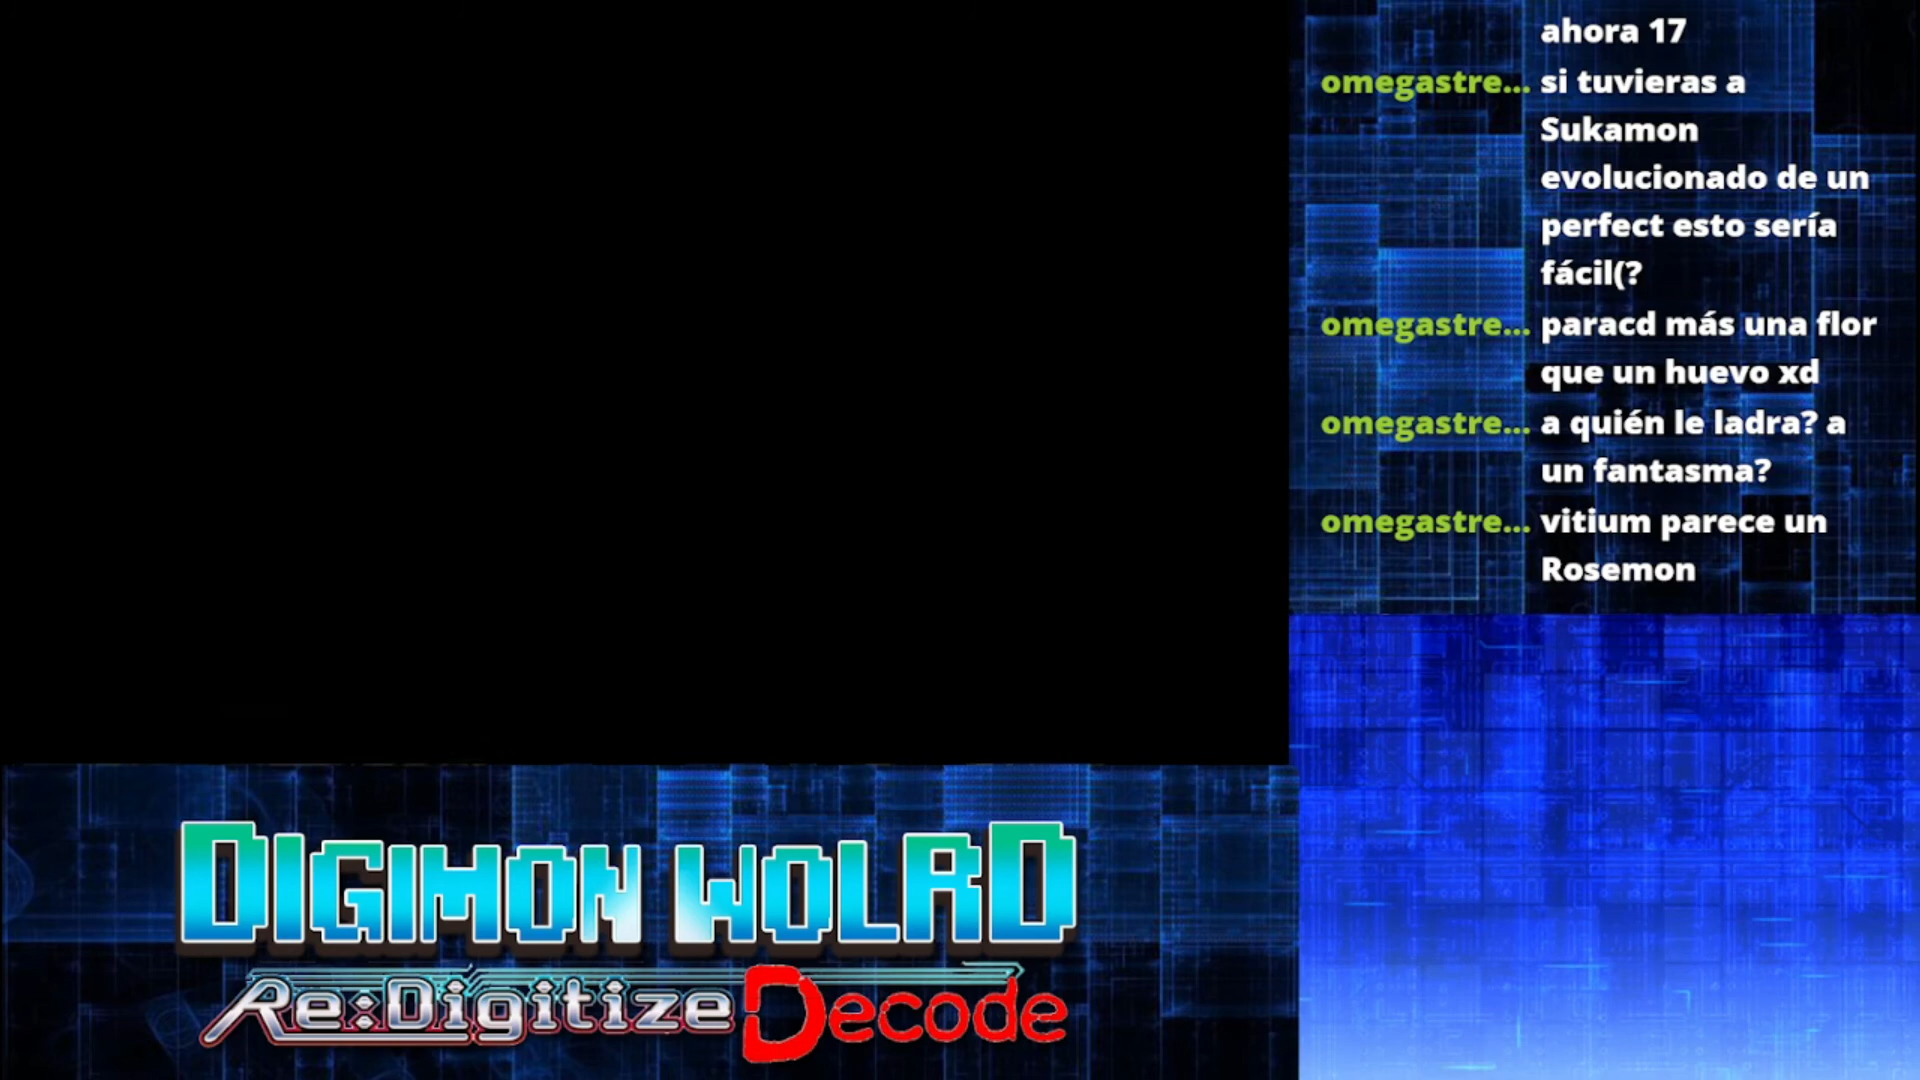 ahora 17
omegastre... si tuvieras a
Sukamon
evolucionado de un
perfect esto sería
fácil(?
omegastre... paracd más una flor
que un huevo xd
omegastre... a quién le ladra? a
un fantasma?
omegastre... vitium parece un
Rosemon
DIGIMON WOLRD
Re:Digitize Decode